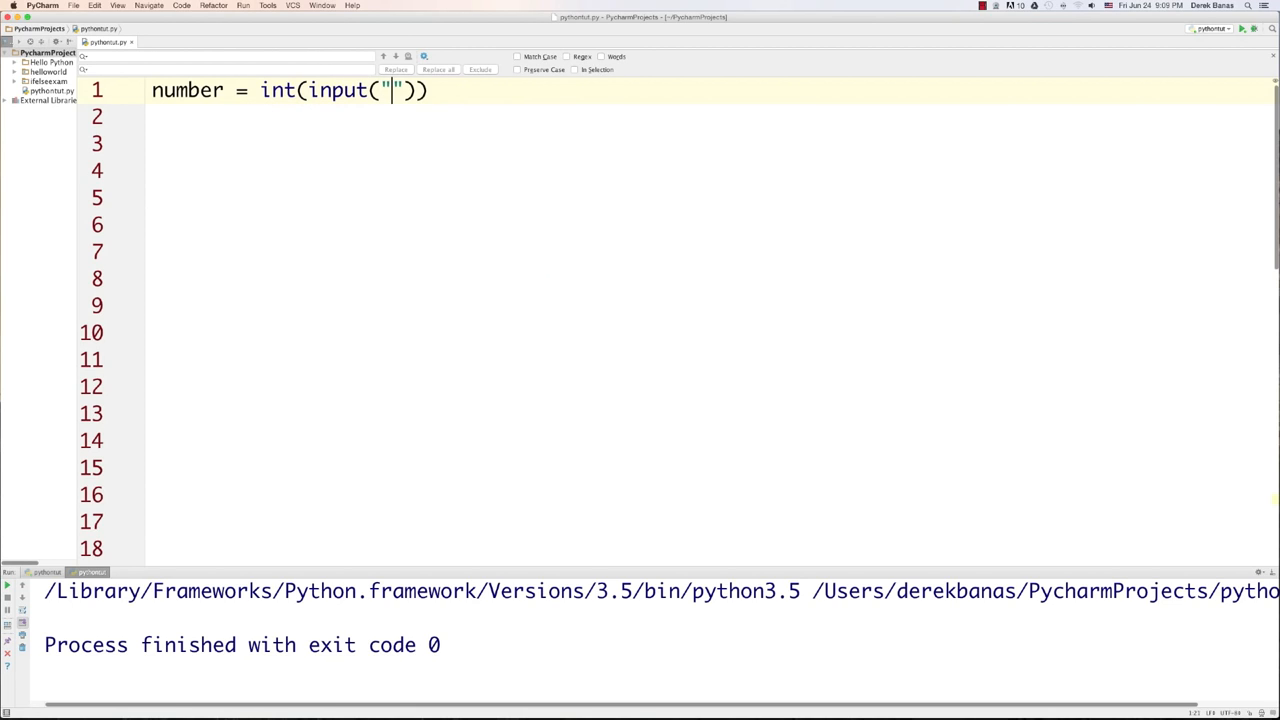 PyCharm File Edit View Navigate Code Refactor Run Tools VCS Window Help 10 Fri Jun 24 9:09 PM Derek Banas
pythontut.py - PycharmProjects - [~/PycharmProjects]
PycharmProjects pythontut.py pythontut
pythontut.py ×
PycharmProject
Hello Python
helloworld
ifelseexam
pythontut.py
External Librarie
Match Case Regex Words
Replace Replace all Exclude Preserve Case In Selection
1 number = int(input(""))
2
3
4
5
6
7
8
9
10
11
12
13
14
15
16
17
18
Run: pythontut pythontut
/Library/Frameworks/Python.framework/Versions/3.5/bin/python3.5 /Users/derekbanas/PycharmProjects/pytho
Process finished with exit code 0
1:21 LF≑ UTF-8≑